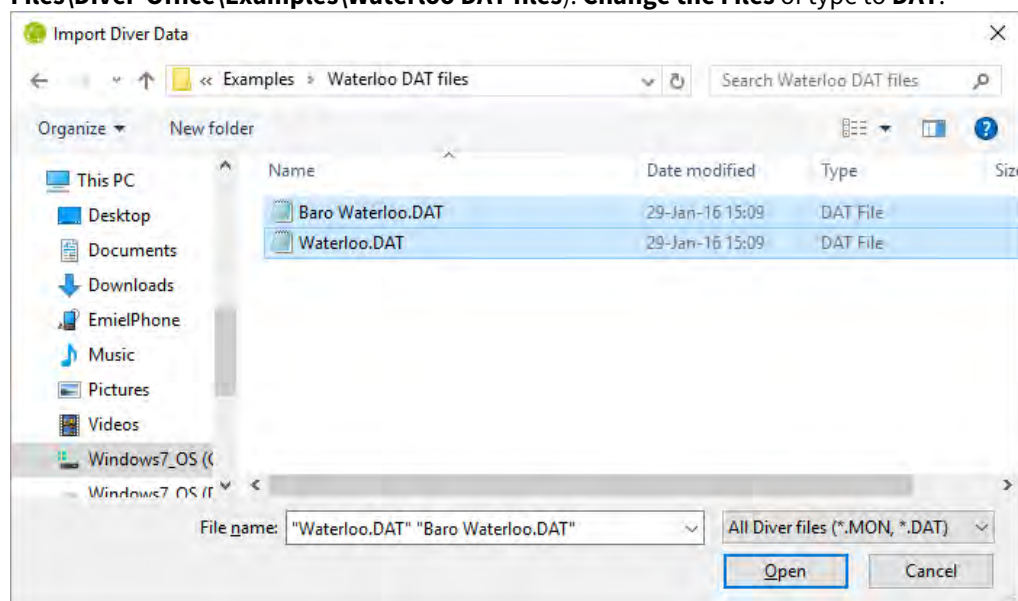 Files\Diver-Office\Examples\Waterloo DAT files). Change the Files of type to DAT.
Import Diver Data
« Examples › Waterloo DAT files
Search Waterloo DAT files
Organize
New folder
Name
Date modified
Type
Size
This PC
Desktop
Baro Waterloo.DAT
29-Jan-16 15:09
DAT File
Documents
Waterloo.DAT
29-Jan-16 15:09
DAT File
Downloads
EmielPhone
Music
Pictures
Videos
Windows7_OS (C
Windows7_OS (
File name:
"Waterloo.DAT" "Baro Waterloo.DAT"
All Diver files (*.MON, *.DAT)
Open
Cancel